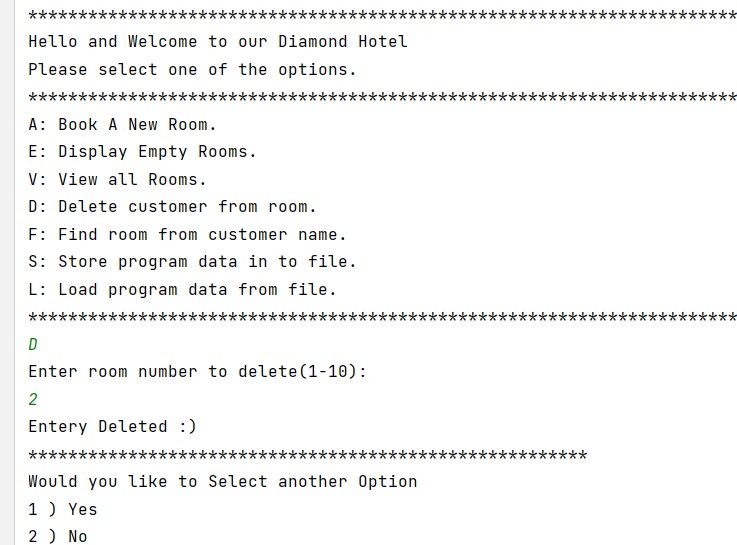 ***********************************************************************
Hello and Welcome to our Diamond Hotel
Please select one of the options.
***********************************************************************
A: Book A New Room.
E: Display Empty Rooms.
V: View all Rooms.
D: Delete customer from room.
F: Find room from customer name.
S: Store program data in to file.
L: Load program data from file.
***********************************************************************
D
Enter room number to delete(1-10):
2
Entery Deleted :)
********************************************************
Would you like to Select another Option
1 ) Yes
2 ) No